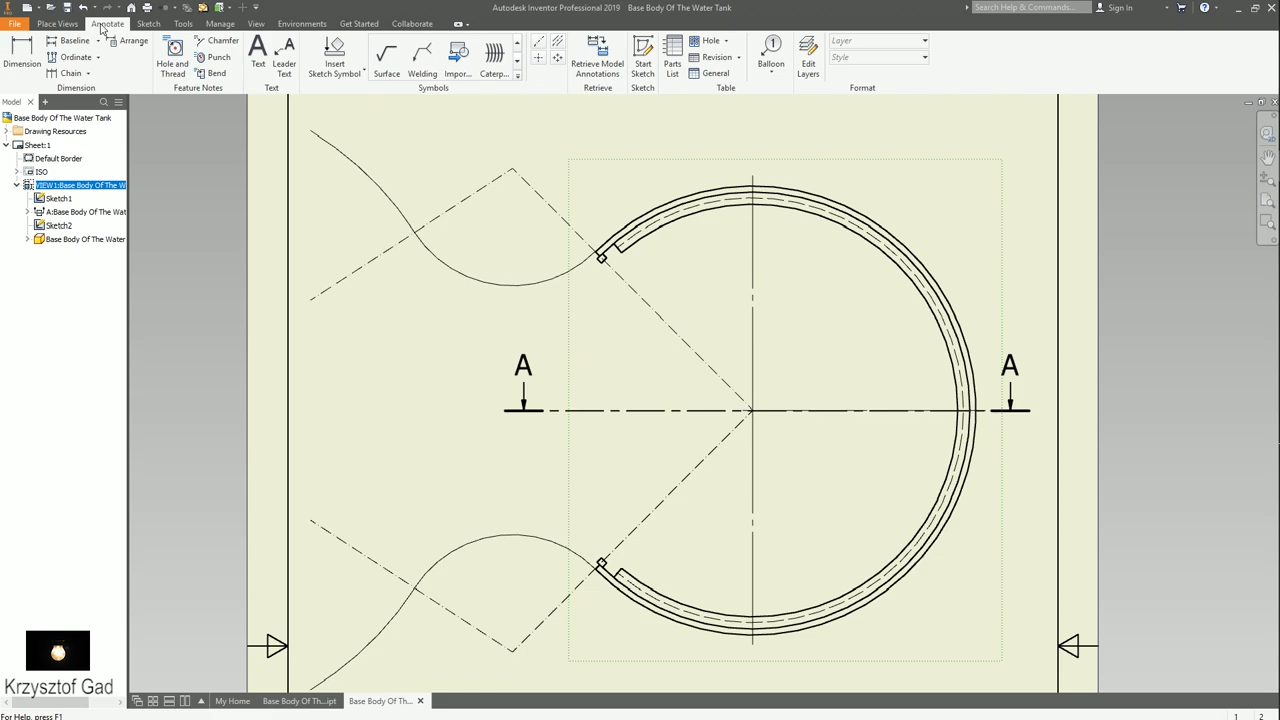 Autodesk Inventor Professional 2019 Base Body Of The Water Tank
Search Help & Commands...
Sign In
File Place Views Annotate Sketch Tools Manage View Environments Get Started Collaborate
Dimension
Baseline
Arrange
Ordinate
Chain
Dimension
Hole and Thread
Chamfer
Punch
Bend
Feature Notes
Text
Leader Text
Text
Insert Sketch Symbol
Surface
Welding
Impor...
Caterp...
Symbols
Retrieve Model Annotations
Retrieve
Start Sketch
Sketch
Parts List
Hole
Revision
General
Table
Balloon
Edit Layers
Layer
Style
Format
Model
Base Body Of The Water Tank
Drawing Resources
Sheet:1
Default Border
ISO
VIEW1:Base Body Of The W
Sketch1
A:Base Body Of The Wat
Sketch2
Base Body Of The Water
A
A
Krzysztof Gad
My Home
Base Body Of Th...ipt
Base Body Of Th...
For Help, press F1
1
2